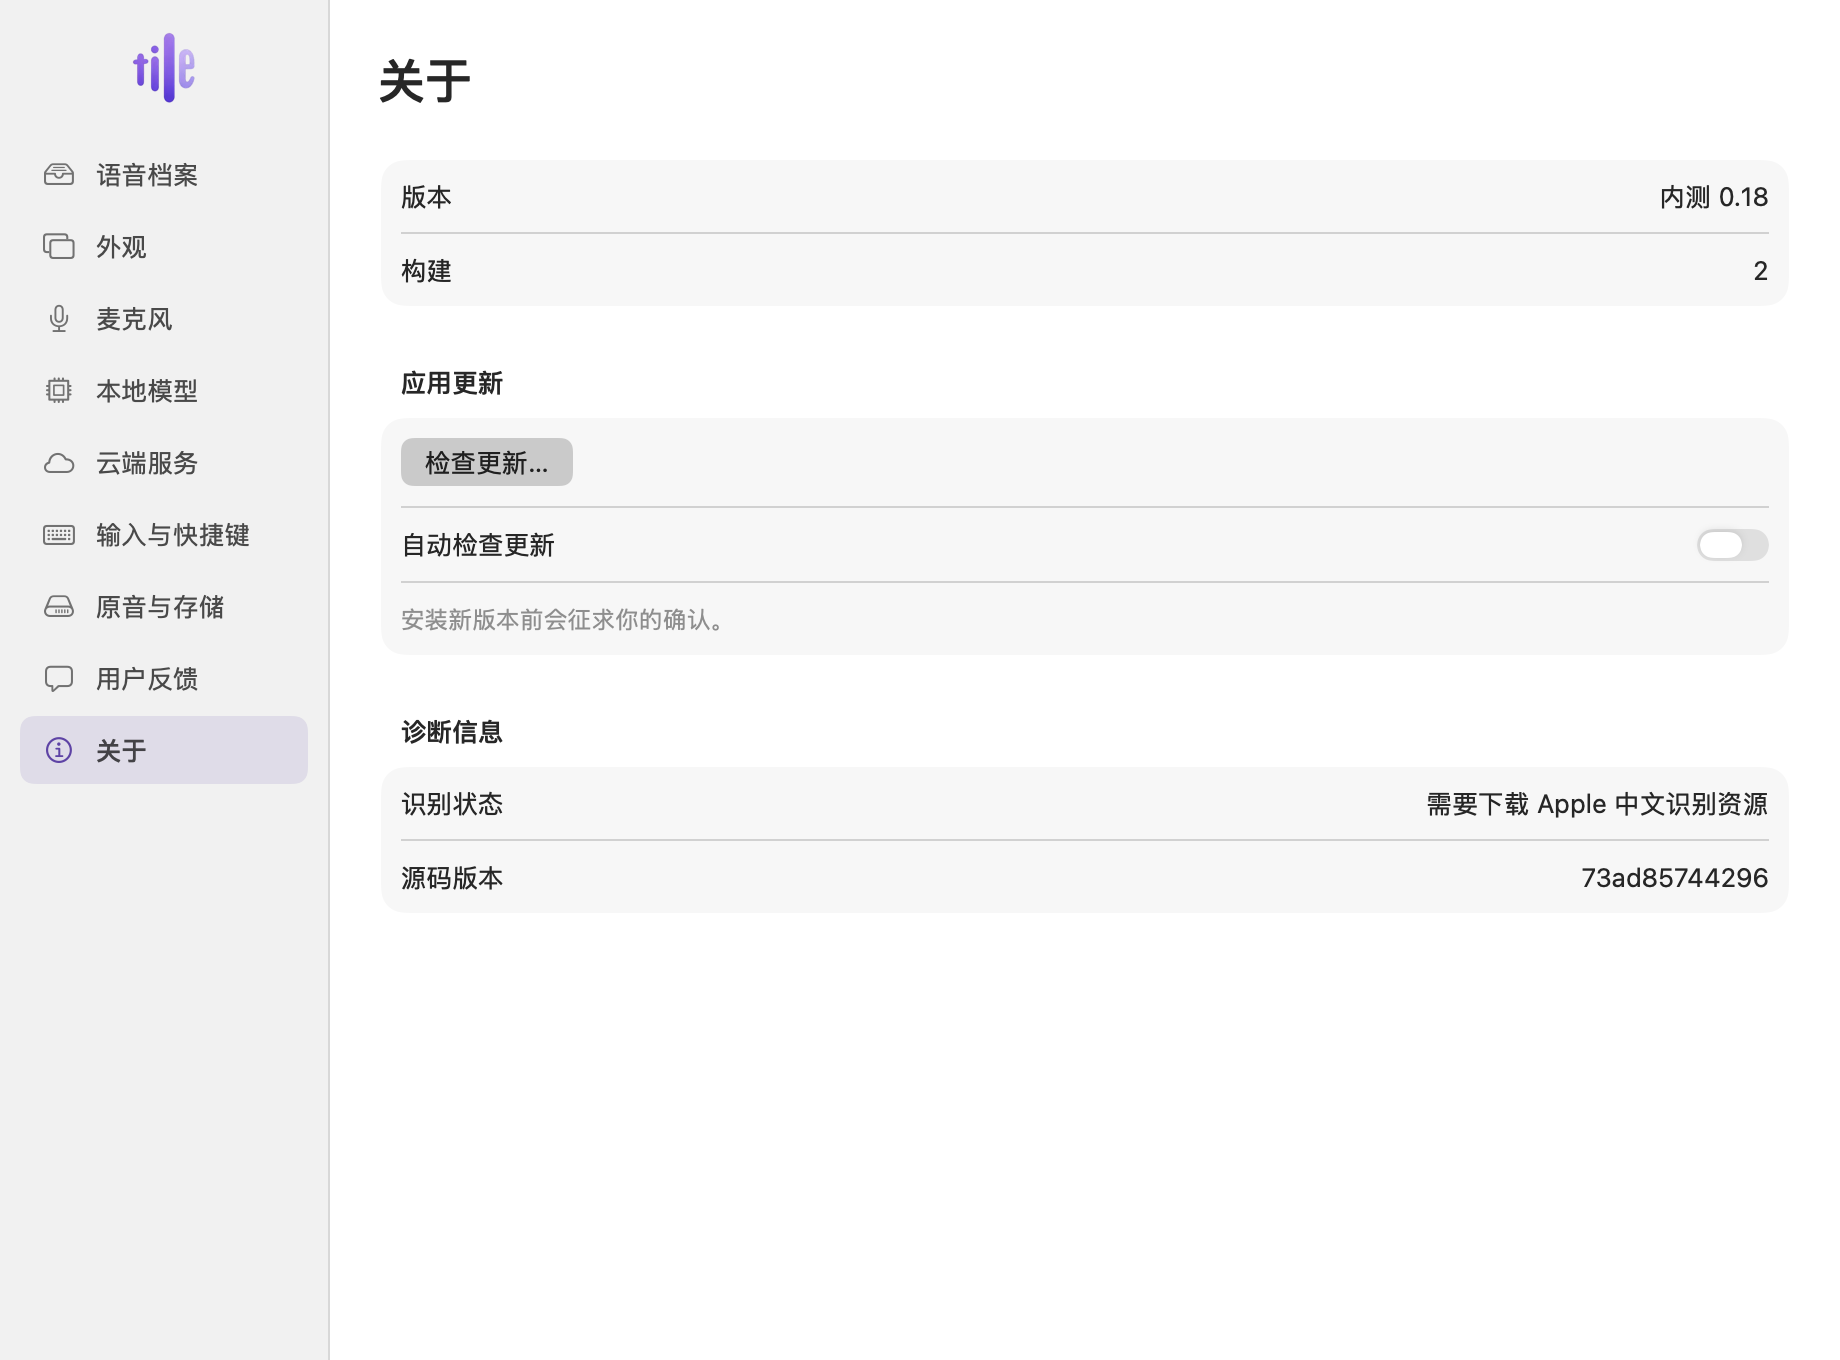 tile
语音档案
外观
麦克风
本地模型
云端服务
输入与快捷键
原音与存储
用户反馈
关于
关于
版本 内测 0.18
构建 2
应用更新
检查更新...
自动检查更新
安装新版本前会征求你的确认。
诊断信息
识别状态 需要下载 Apple 中文识别资源
源码版本 73ad85744296